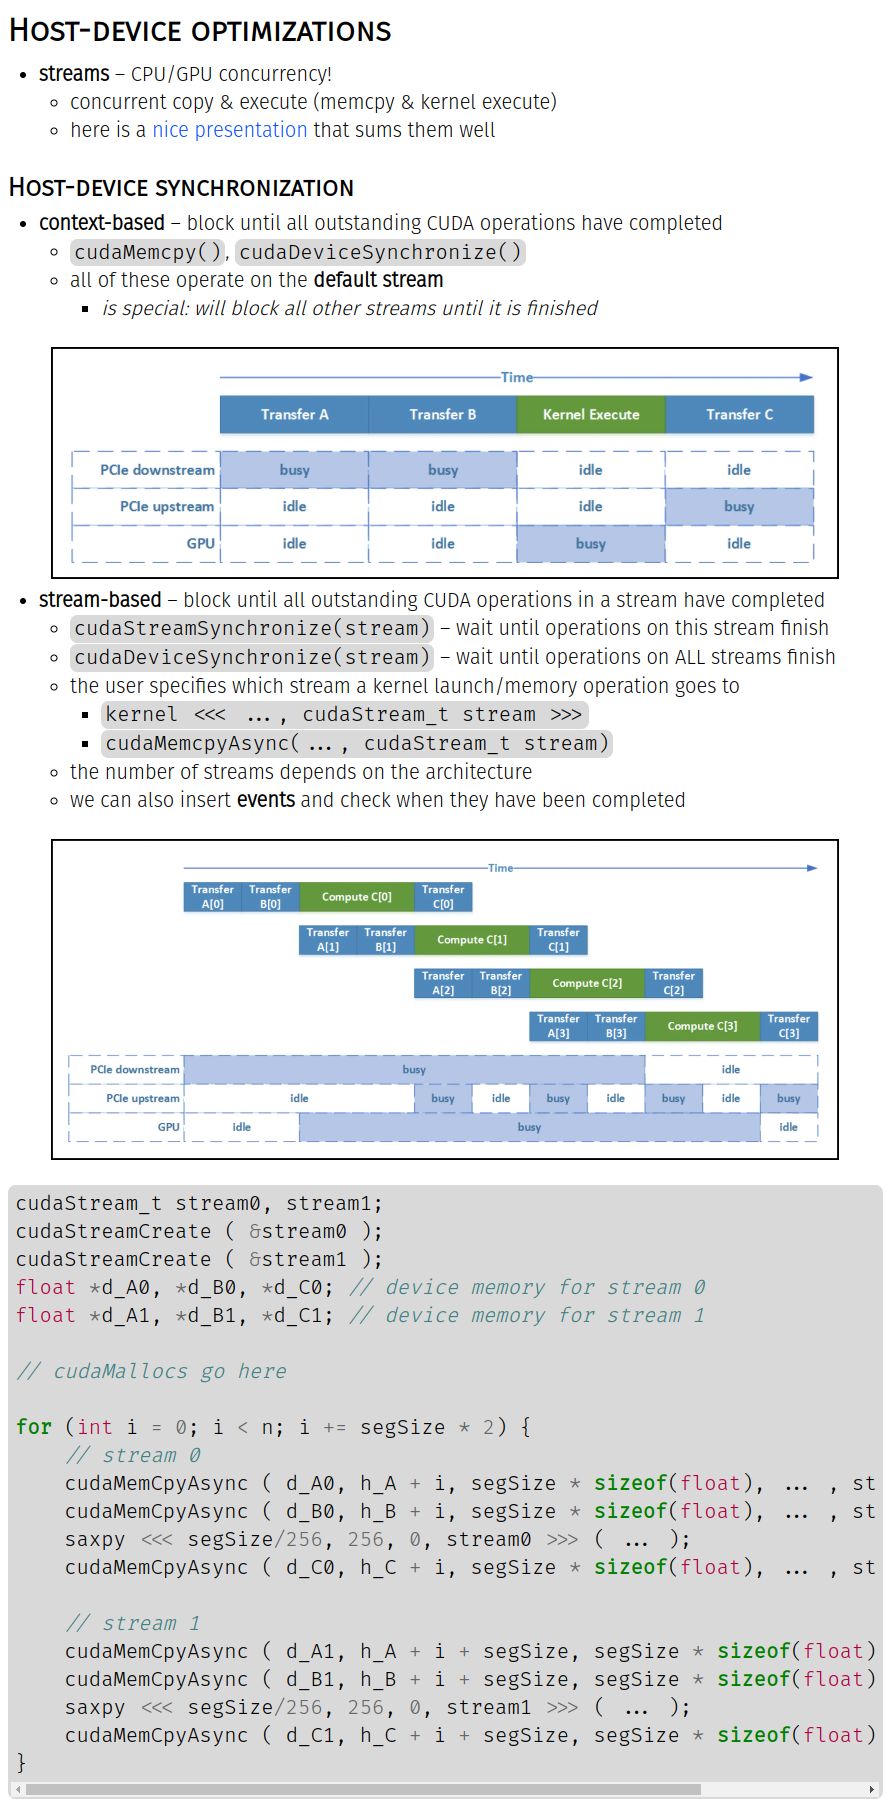 Host-device optimizations
• streams – CPU/GPU concurrency!
◦ concurrent copy & execute (memcpy & kernel execute)
◦ here is a nice presentation that sums them well
Host-device synchronization
• context-based – block until all outstanding CUDA operations have completed
◦ cudaMemcpy(), cudaDeviceSynchronize()
◦ all of these operate on the default stream
▪ is special: will block all other streams until it is finished
Time
Transfer A Transfer B Kernel Execute Transfer C
PCIe downstream busy busy idle idle
PCIe upstream idle idle idle busy
GPU idle idle busy idle
• stream-based – block until all outstanding CUDA operations in a stream have completed
◦ cudaStreamSynchronize(stream) – wait until operations on this stream finish
◦ cudaDeviceSynchronize(stream) – wait until operations on ALL streams finish
◦ the user specifies which stream a kernel launch/memory operation goes to
▪ kernel <<< ..., cudaStream_t stream >>>
▪ cudaMemcpyAsync(..., cudaStream_t stream)
◦ the number of streams depends on the architecture
◦ we can also insert events and check when they have been completed
Time
Transfer A[0] Transfer B[0] Compute C[0] Transfer C[0]
Transfer A[1] Transfer B[1] Compute C[1] Transfer C[1]
Transfer A[2] Transfer B[2] Compute C[2] Transfer C[2]
Transfer A[3] Transfer B[3] Compute C[3] Transfer C[3]
PCIe downstream busy idle
PCIe upstream idle busy idle busy idle busy idle busy
GPU idle busy idle
cudaStream_t stream0, stream1;
cudaStreamCreate ( &stream0 );
cudaStreamCreate ( &stream1 );
float *d_A0, *d_B0, *d_C0; // device memory for stream 0
float *d_A1, *d_B1, *d_C1; // device memory for stream 1
// cudaMallocs go here
for (int i = 0; i < n; i += segSize * 2) {
// stream 0
cudaMemCpyAsync ( d_A0, h_A + i, segSize * sizeof(float), ... , st
cudaMemCpyAsync ( d_B0, h_B + i, segSize * sizeof(float), ... , st
saxpy <<< segSize/256, 256, 0, stream0 >>> ( ... );
cudaMemCpyAsync ( d_C0, h_C + i, segSize * sizeof(float), ... , st
// stream 1
cudaMemCpyAsync ( d_A1, h_A + i + segSize, segSize * sizeof(float)
cudaMemCpyAsync ( d_B1, h_B + i + segSize, segSize * sizeof(float)
saxpy <<< segSize/256, 256, 0, stream1 >>> ( ... );
cudaMemCpyAsync ( d_C1, h_C + i + segSize, segSize * sizeof(float)
}